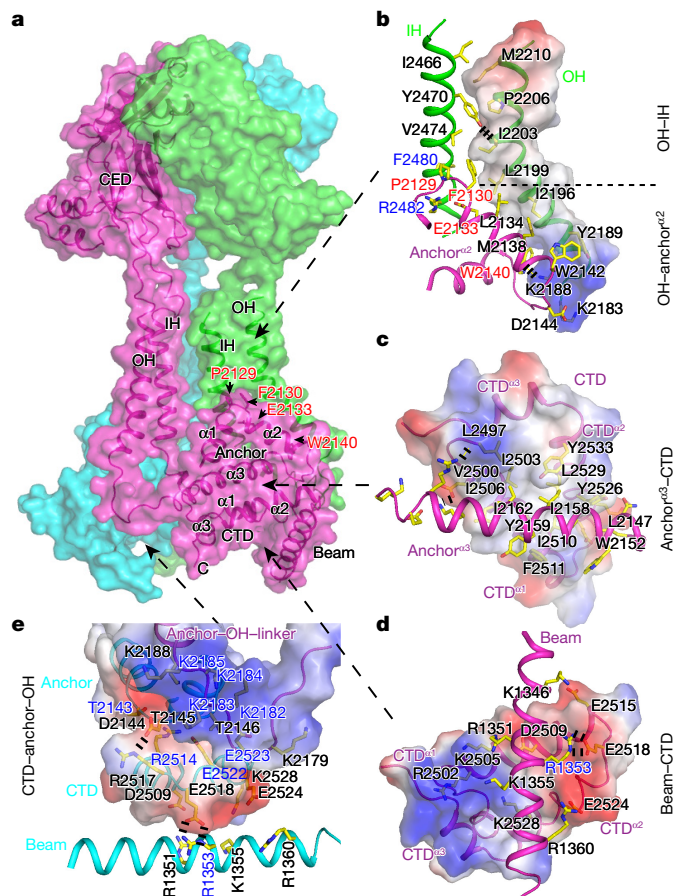 a
CED
IH
OH
OH
IH
P2129
F2130
E2133
W2140
α1
α2
Anchor
α3
α1
α2
α3
CTD
C
Beam
b
IH
OH
I2466
M2210
Y2470
P2206
V2474
I2203
F2480
L2199
P2129
F2130
I2196
R2482
E2133
L2134
Y2189
Anchorα2
M2138
W2140
W2142
K2188
K2183
D2144
OH–IH
OH–anchorα2
c
CTDα3
CTD
CTDα2
L2497
Y2533
I2503
V2500
L2529
I2506
Y2526
I2162
I2158
L2147
Y2159
I2510
W2152
Anchorα3
F2511
CTDα1
Anchorα3–CTD
e
Anchor–OH–linker
K2188
K2185
Anchor
K2184
T2143
K2183
K2182
D2144
T2145
T2146
R2514
E2523
K2179
R2517
E2522
K2528
CTD
D2509
E2518
E2524
Beam
R1351
R1353
K1355
R1360
CTD–anchor–OH
d
Beam
K1346
E2515
R1351
D2509
CTDα1
K2505
E2518
R2502
R1353
K1355
E2524
K2528
CTDα2
R1360
CTDα3
Beam–CTD